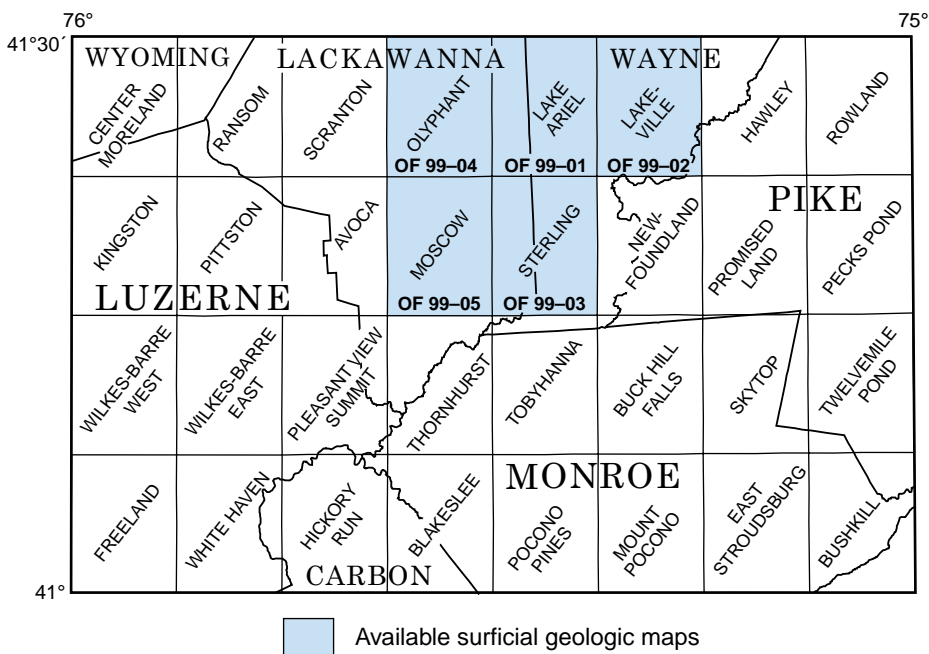 76°
75°
41°30´
WYOMING
LACKAWANNA
WAYNE
CENTER
MORELAND
RANSOM
SCRANTON
OLYPHANT
LAKE
ARIEL
LAKE-
VILLE
HAWLEY
ROWLAND
OF 99–04
OF 99–01
OF 99–02
KINGSTON
PITTSTON
AVOCA
MOSCOW
STERLING
NEW-
FOUNDLAND
PROMISED
LAND
PECKS POND
PIKE
LUZERNE
OF 99–05
OF 99–03
WILKES-BARRE
WEST
WILKES-BARRE
EAST
PLEASANT VIEW
SUMMIT
THORNHURST
TOBYHANNA
BUCK HILL
FALLS
SKYTOP
TWELVEMILE
POND
MONROE
FREELAND
WHITE HAVEN
HICKORY
RUN
BLAKESLEE
POCONO
PINES
MOUNT
POCONO
EAST
STROUDSBURG
BUSHKILL
CARBON
41°
Available surficial geologic maps